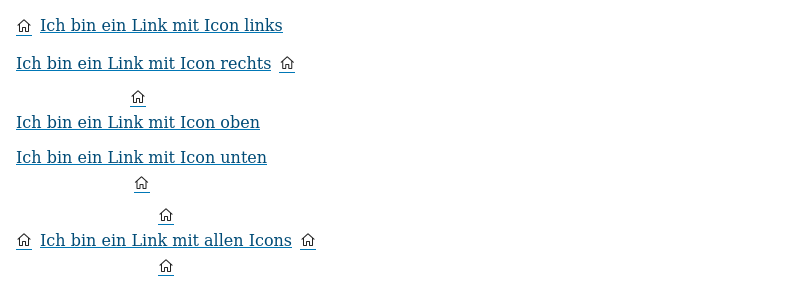 Ich bin ein Link mit Icon links
Ich bin ein Link mit Icon rechts
Ich bin ein Link mit Icon oben
Ich bin ein Link mit Icon unten
Ich bin ein Link mit allen Icons